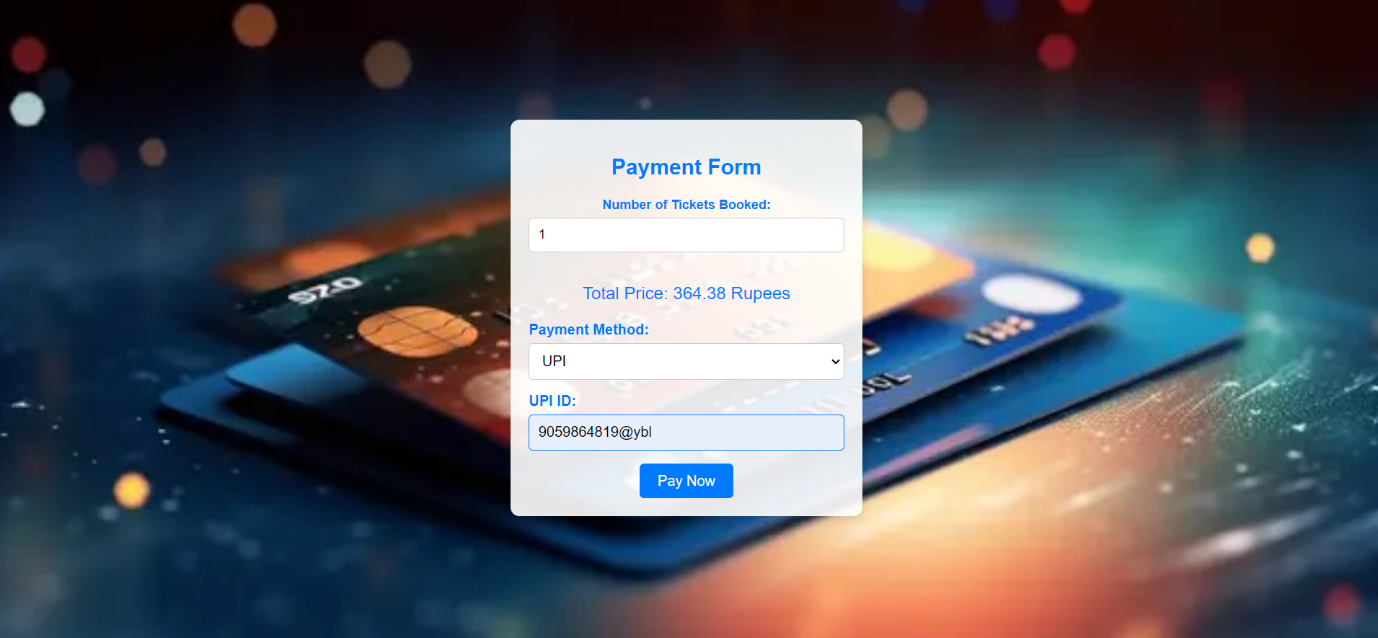 Payment Form
Number of Tickets Booked:
1
Total Price: 364.38 Rupees
Payment Method:
UPI
UPI ID:
9059864819@ybl
Pay Now